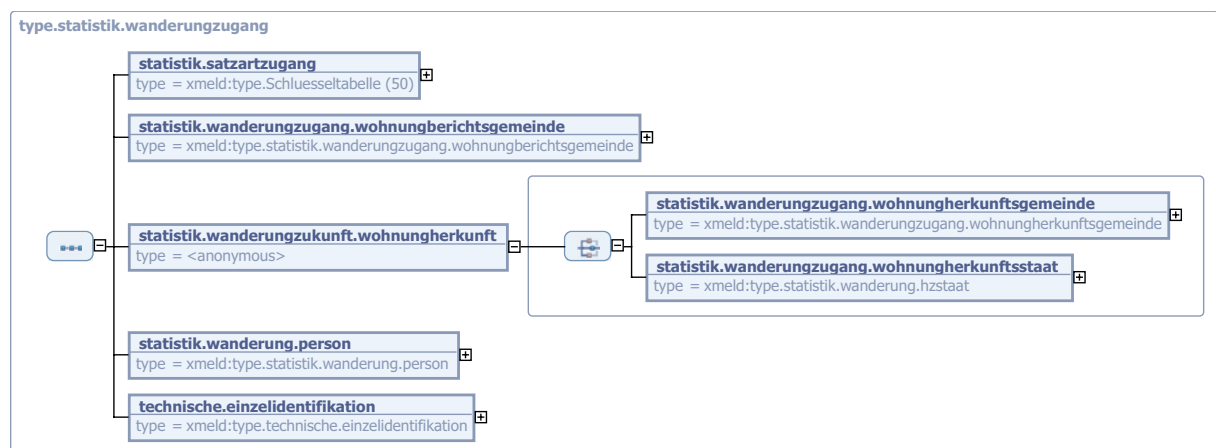 type.statistik.wanderungzugang
statistik.satzartzugang
type = xmeld:type.Schluesseltabelle (50)
statistik.wanderungzugang.wohnungberichtsgemeinde
type = xmeld:type.statistik.wanderungzugang.wohnungberichtsgemeinde
statistik.wanderungzukunft.wohnungherkunft
type = <anonymous>
statistik.wanderungzugang.wohnungherkunftsgemeinde
type = xmeld:type.statistik.wanderungzugang.wohnungherkunftsgemeinde
statistik.wanderungzugang.wohnungherkunftsstaat
type = xmeld:type.statistik.wanderung.hzstaat
statistik.wanderung.person
type = xmeld:type.statistik.wanderung.person
technische.einzelidentifikation
type = xmeld:type.technische.einzelidentifikation